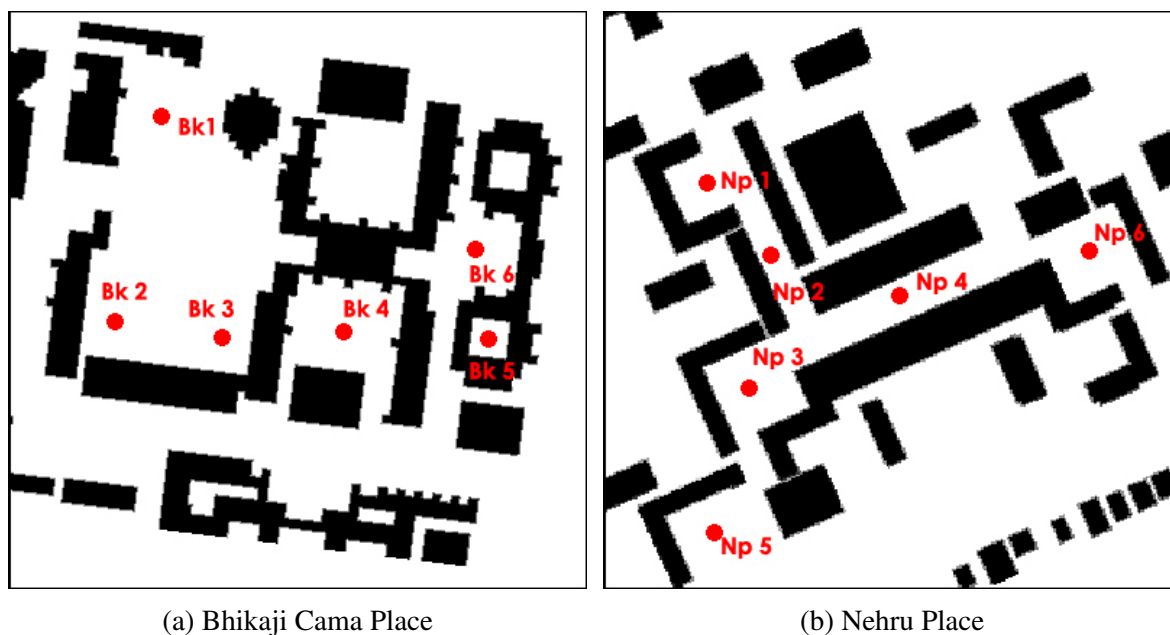 Bk1
Bk 6
Bk 2
Bk 3
Bk 4
Bk 5
Np 1
Np 6
Np 2
Np 4
Np 3
Np 5
(a) Bhikaji Cama Place
(b) Nehru Place